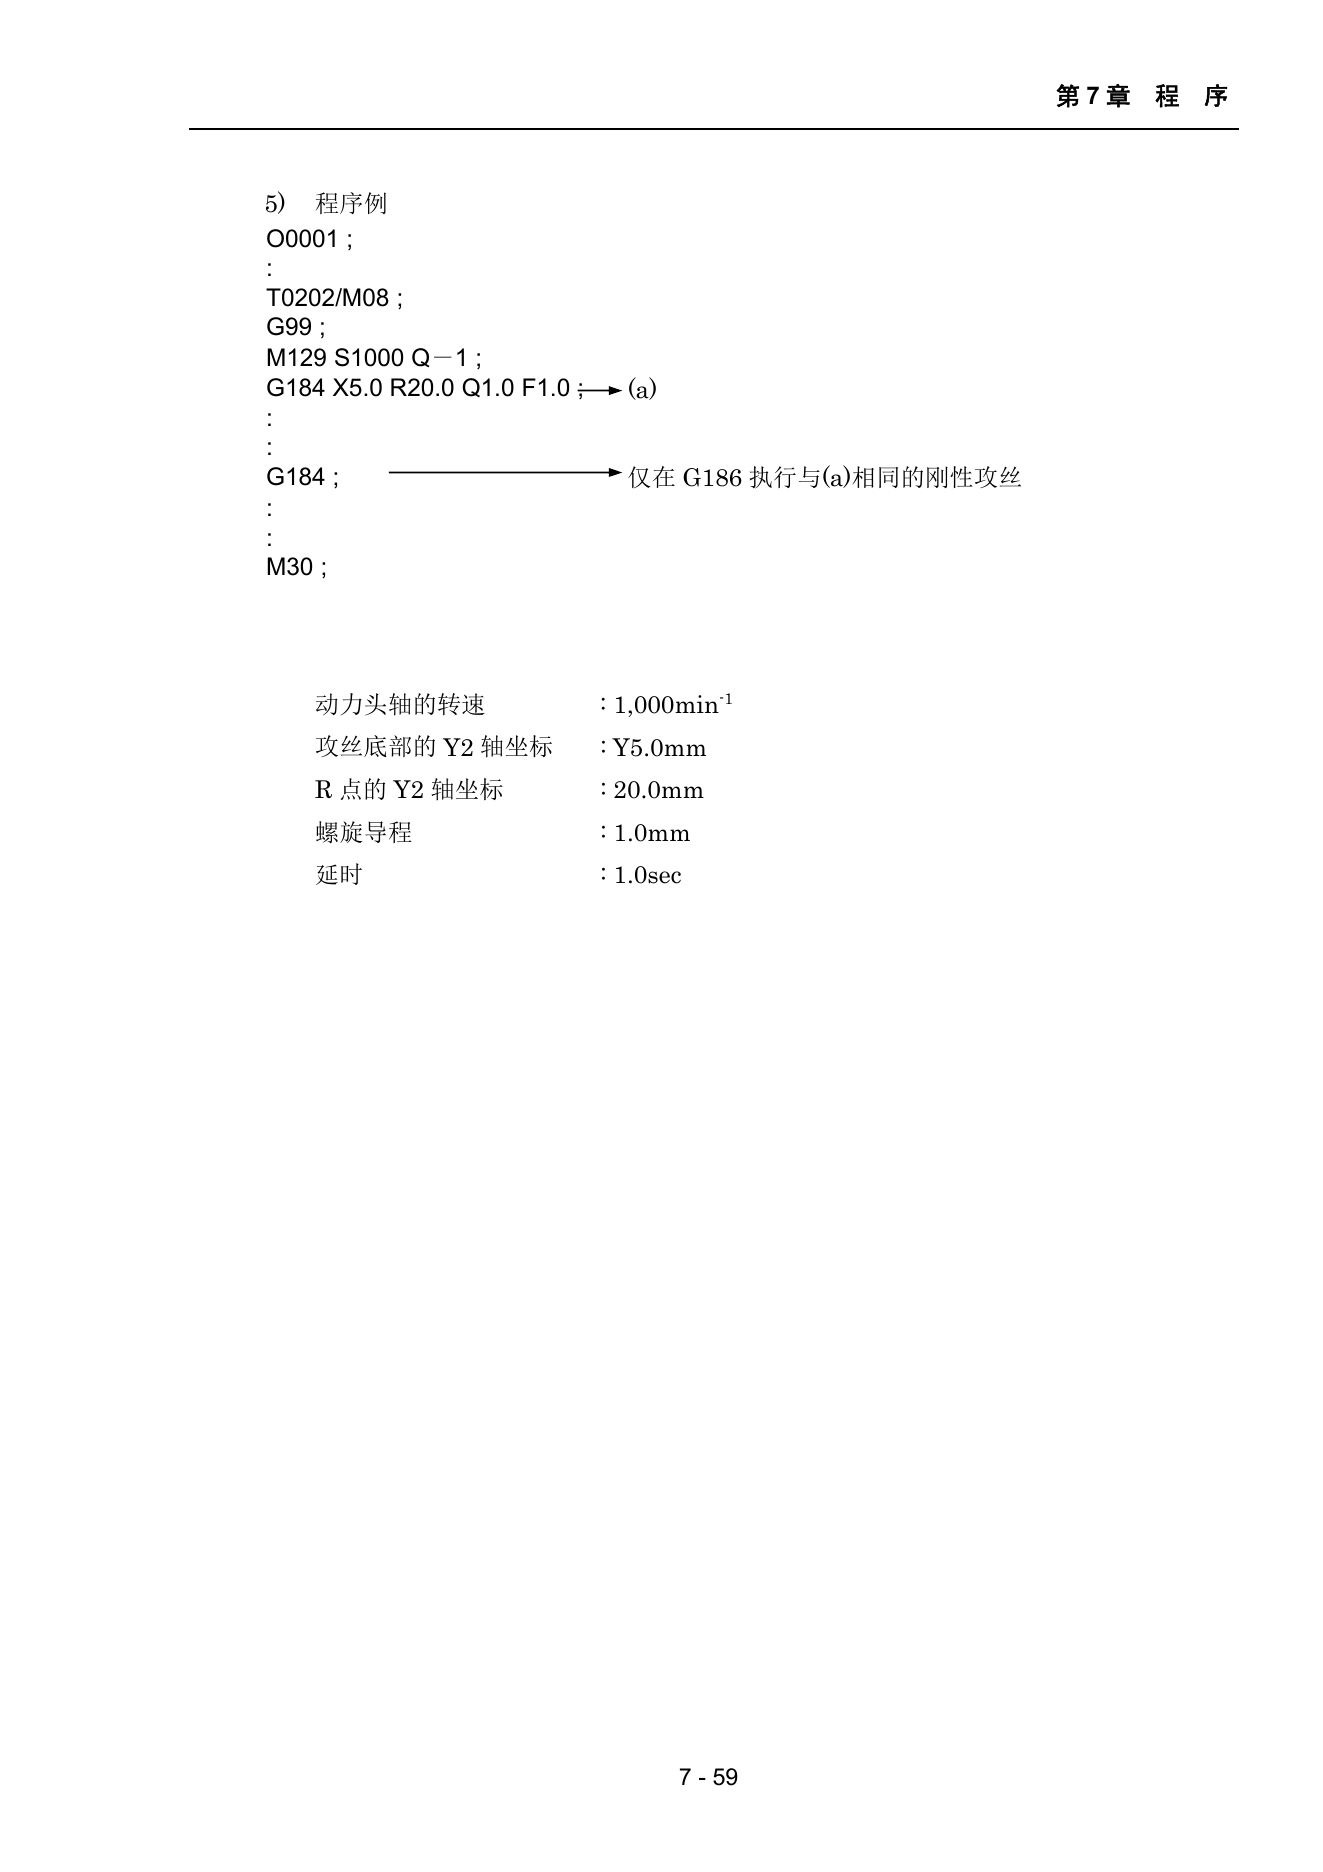 第 7 章　程　序
5)　程序例
O0001 ;
:
T0202/M08 ;
G99 ;
M129 S1000 Q－1 ;
G184 X5.0 R20.0 Q1.0 F1.0 ; (a)
:
:
G184 ; 仅在 G186 执行与(a)相同的刚性攻丝
:
:
M30 ;
动力头轴的转速 : 1,000min-1
攻丝底部的 Y2 轴坐标 : Y5.0mm
R 点的 Y2 轴坐标 : 20.0mm
螺旋导程 : 1.0mm
延时 : 1.0sec
7 - 59